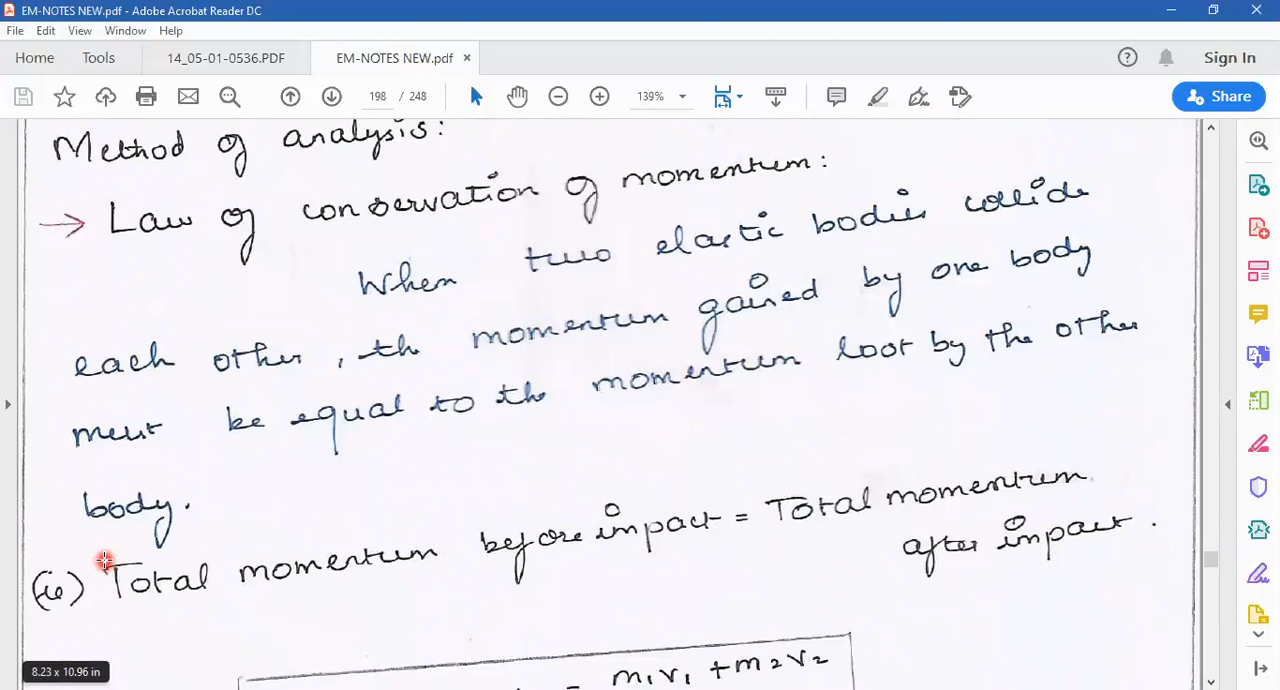 EM-NOTES NEW.pdf - Adobe Acrobat Reader DC
File Edit View Window Help
Home Tools 14_05-01-0536.PDF EM-NOTES NEW.pdf × Sign In
198 / 248 139% Share
Method of analysis:
→ Law of conservation of momentum:
When two elastic bodies collide
each other, the momentum gained by one body
must be equal to the momentum lost by the other
body.
(ie) Total momentum before impact = Total momentum
after impact.
= m₁v₁ + m₂v₂
8.23 x 10.96 in